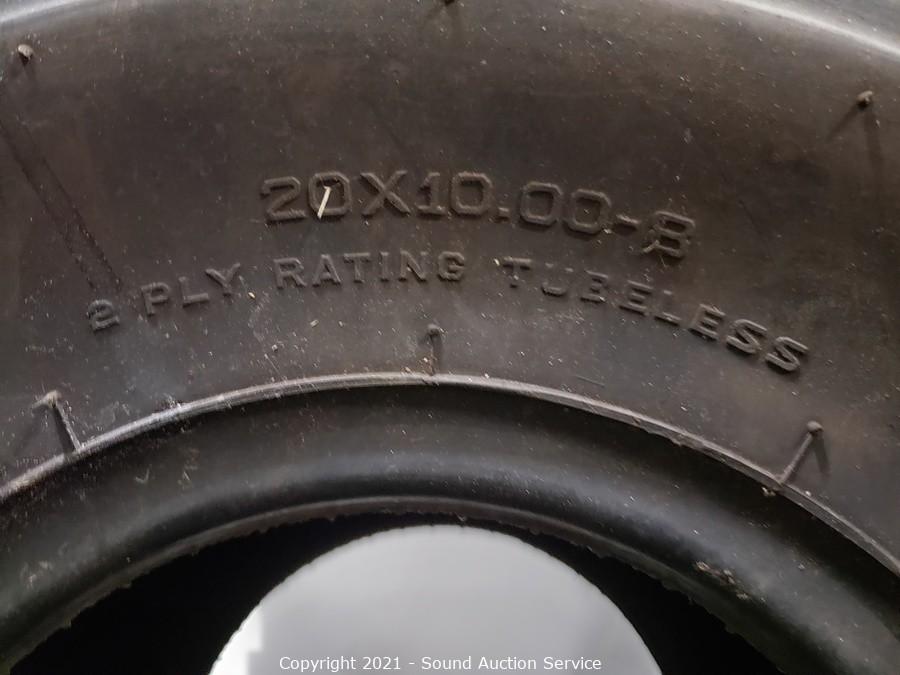 20X10.00-8
2 PLY RATING TUBELESS
Copyright 2021 - Sound Auction Service